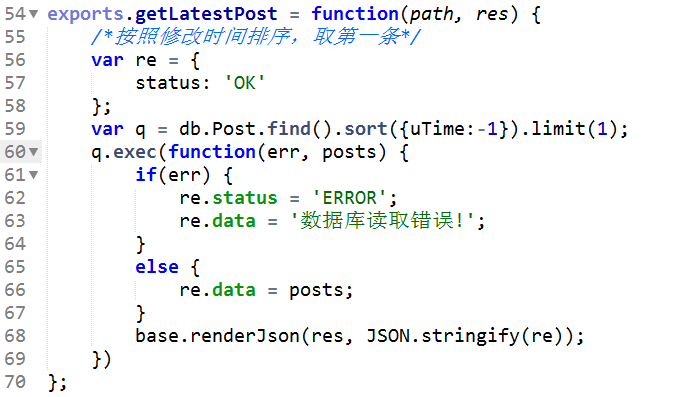 54 exports.getLatestPost = function(path, res) {
55 /*按照修改时间排序，取第一条*/
56 var re = {
57 status: 'OK'
58 };
59 var q = db.Post.find().sort({uTime:-1}).limit(1);
60 q.exec(function(err, posts) {
61 if(err) {
62 re.status = 'ERROR';
63 re.data = '数据库读取错误!';
64 }
65 else {
66 re.data = posts;
67 }
68 base.renderJson(res, JSON.stringify(re));
69 })
70 };